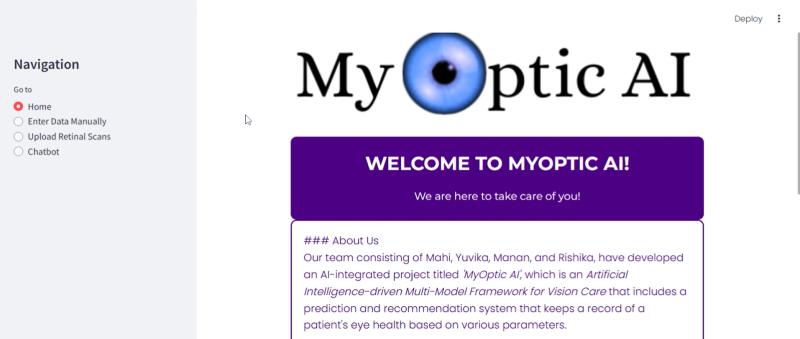 Deploy
Navigation
Go to
Home
Enter Data Manually
Upload Retinal Scans
Chatbot
My Optic AI
WELCOME TO MYOPTIC AI!
We are here to take care of you!
### About Us
Our team consisting of Mahi, Yuvika, Manan, and Rishika, have developed
an AI-integrated project titled 'MyOptic AI', which is an Artificial
Intelligence-driven Multi-Model Framework for Vision Care that includes a
prediction and recommendation system that keeps a record of a
patient's eye health based on various parameters.